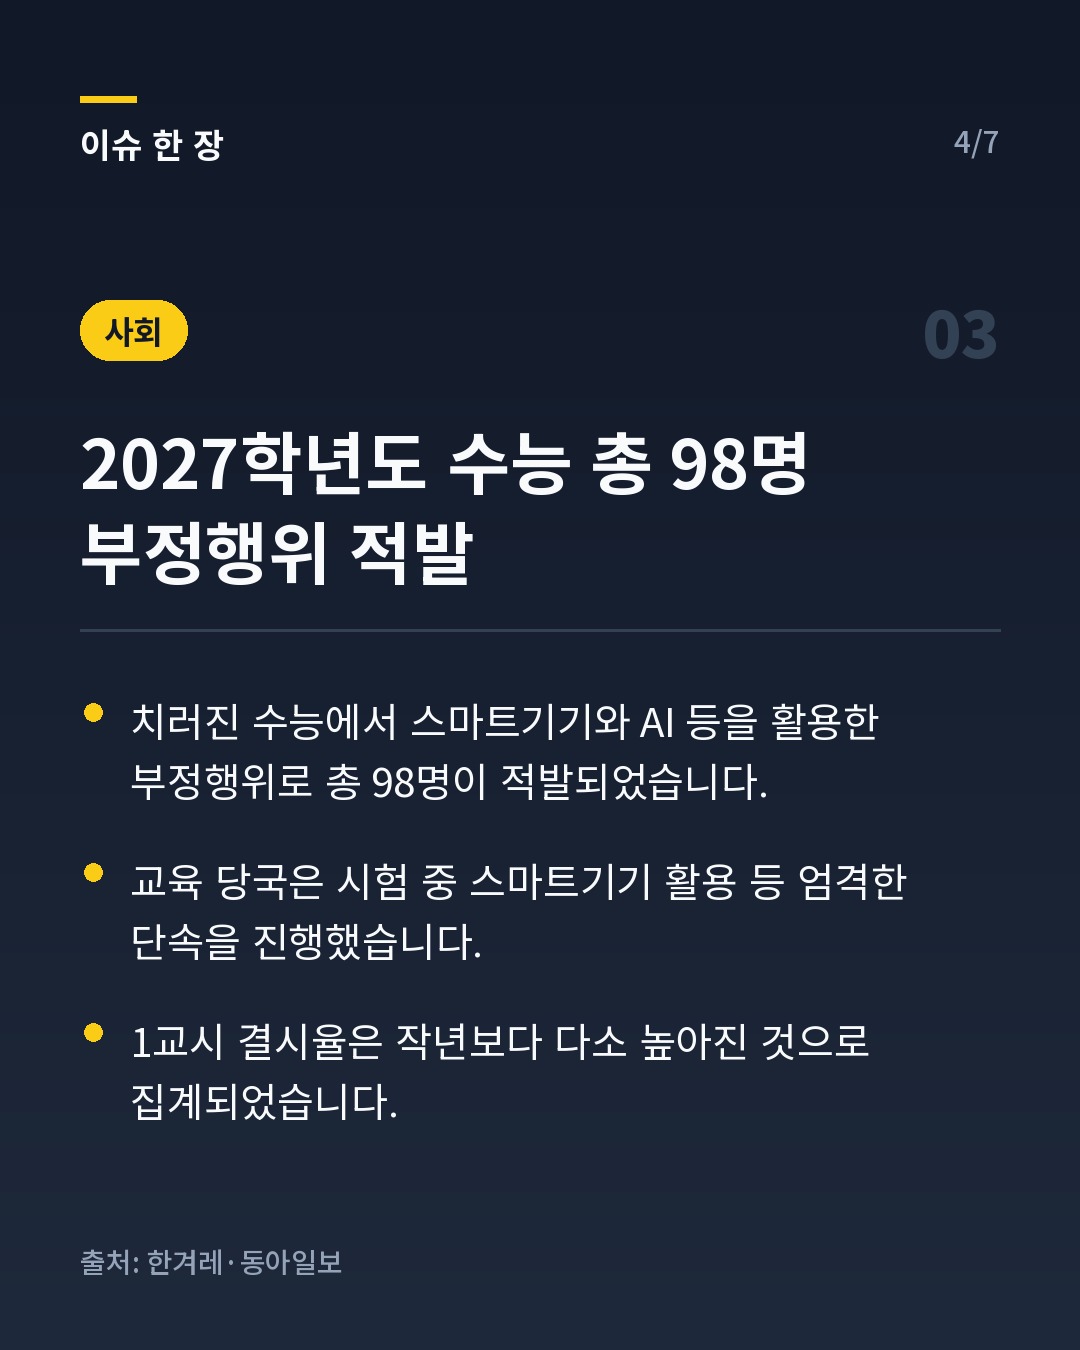 이슈 한 장
4/7
사회
03
2027학년도 수능 총 98명
부정행위 적발
치러진 수능에서 스마트기기와 AI 등을 활용한
부정행위로 총 98명이 적발되었습니다.
교육 당국은 시험 중 스마트기기 활용 등 엄격한
단속을 진행했습니다.
1교시 결시율은 작년보다 다소 높아진 것으로
집계되었습니다.
출처: 한겨레·동아일보